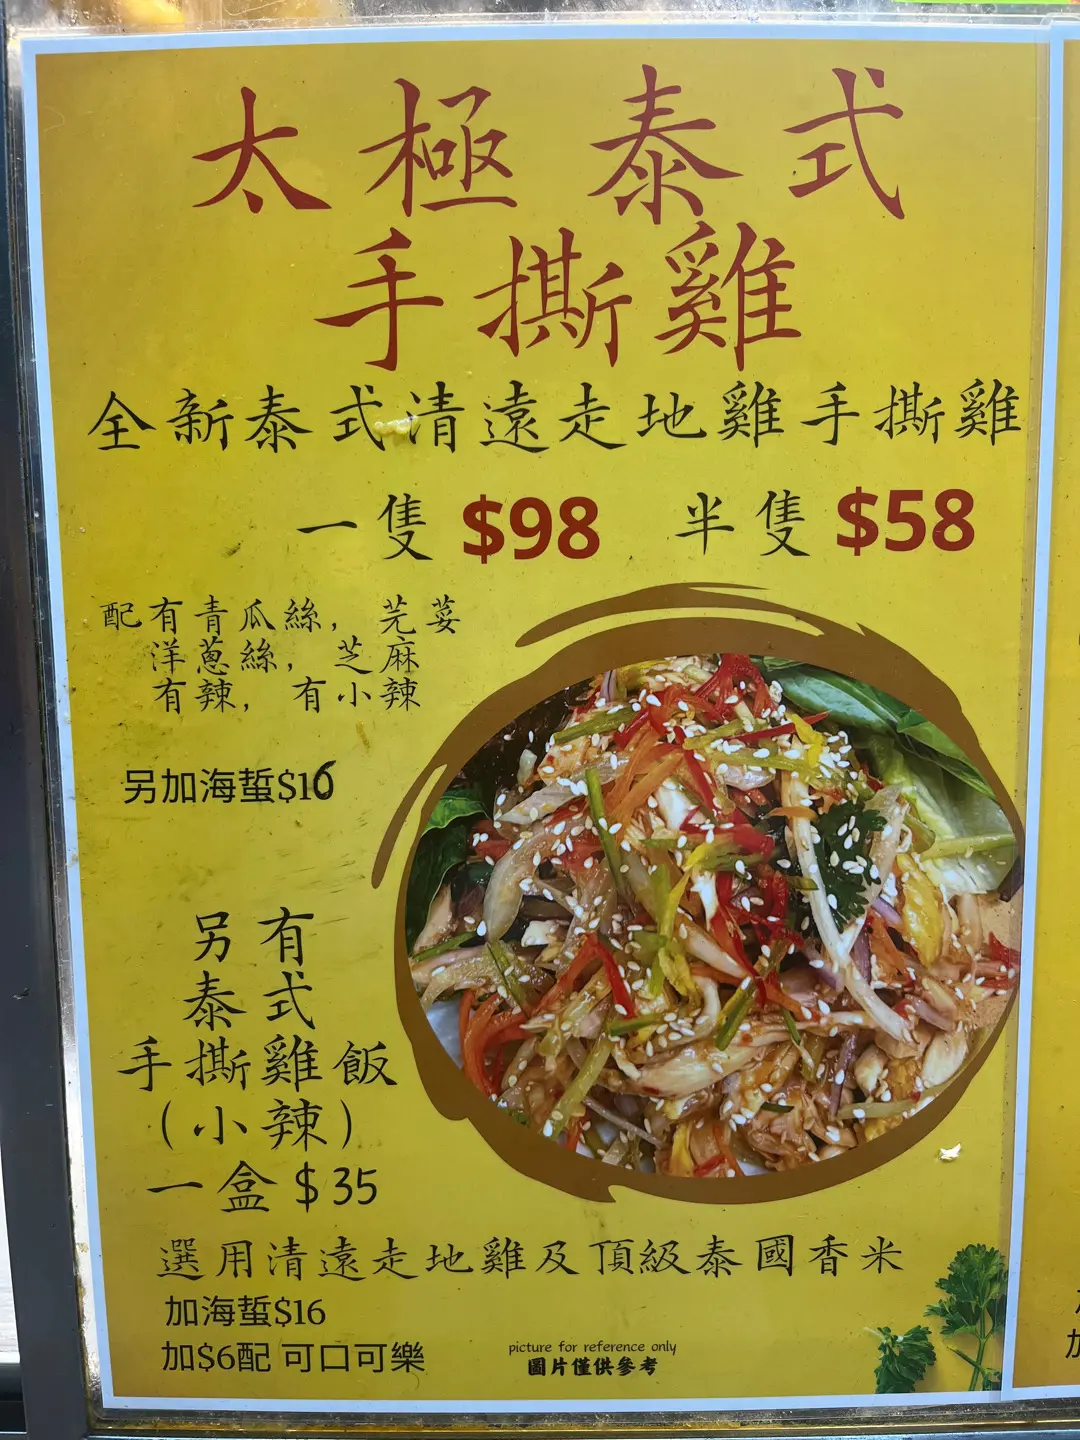 太極泰式
手撕雞
全新泰式清遠走地雞手撕雞
一隻 $98 半隻 $58
配有青瓜絲，芫荽
洋蔥絲，芝麻
有辣，有小辣
另加海蜇$16
另有
泰式
手撕雞飯
(小辣)
一盒 $35
選用清遠走地雞及頂級泰國香米
加海蜇$16
加$6配 可口可樂
picture for reference only
圖片僅供參考